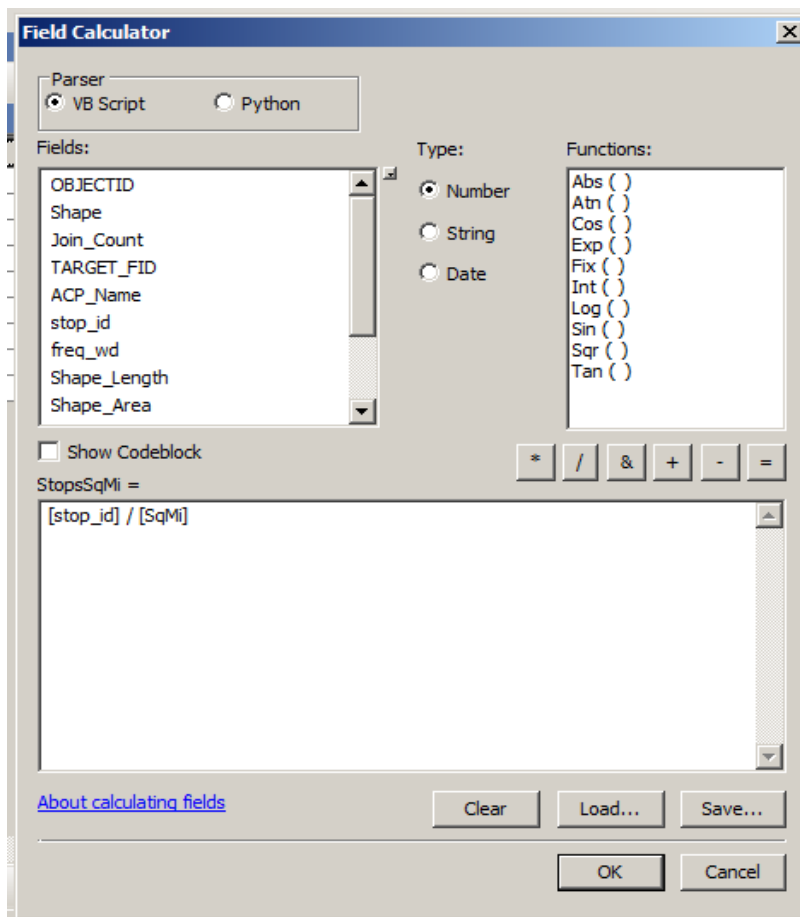 Field Calculator
Parser
VB Script Python
Fields: Type: Functions:
OBJECTID
Shape
Join_Count
TARGET_FID
ACP_Name
stop_id
freq_wd
Shape_Length
Shape_Area
Number
String
Date
Abs ( )
Atn ( )
Cos ( )
Exp ( )
Fix ( )
Int ( )
Log ( )
Sin ( )
Sqr ( )
Tan ( )
Show Codeblock
* / & + - =
StopsSqMi =
[stop_id] / [SqMi]
About calculating fields Clear Load... Save...
OK Cancel